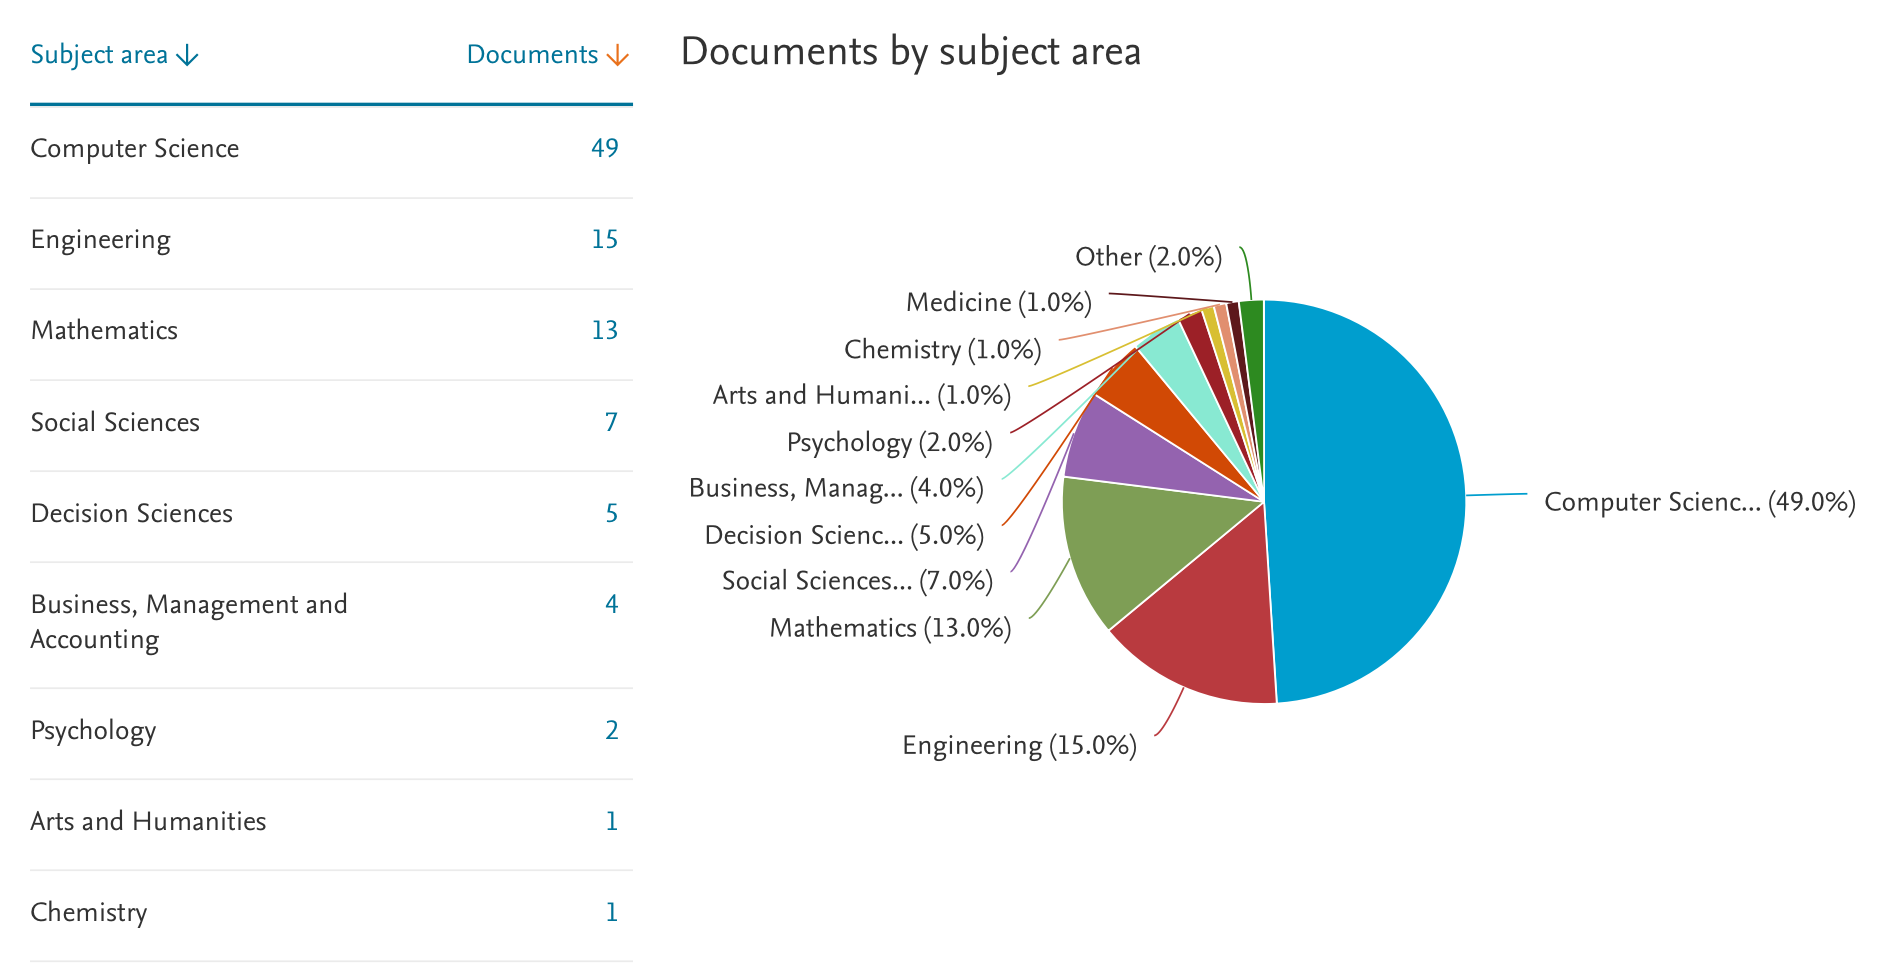 Subject area
Documents
Computer Science 49
Engineering 15
Mathematics 13
Social Sciences 7
Decision Sciences 5
Business, Management and 4
Accounting
Psychology 2
Arts and Humanities 1
Chemistry 1
Documents by subject area
Other (2.0%)
Medicine (1.0%)
Chemistry (1.0%)
Arts and Humani... (1.0%)
Psychology (2.0%)
Business, Manag... (4.0%)
Decision Scienc... (5.0%)
Social Sciences... (7.0%)
Mathematics (13.0%)
Engineering (15.0%)
Computer Scienc... (49.0%)